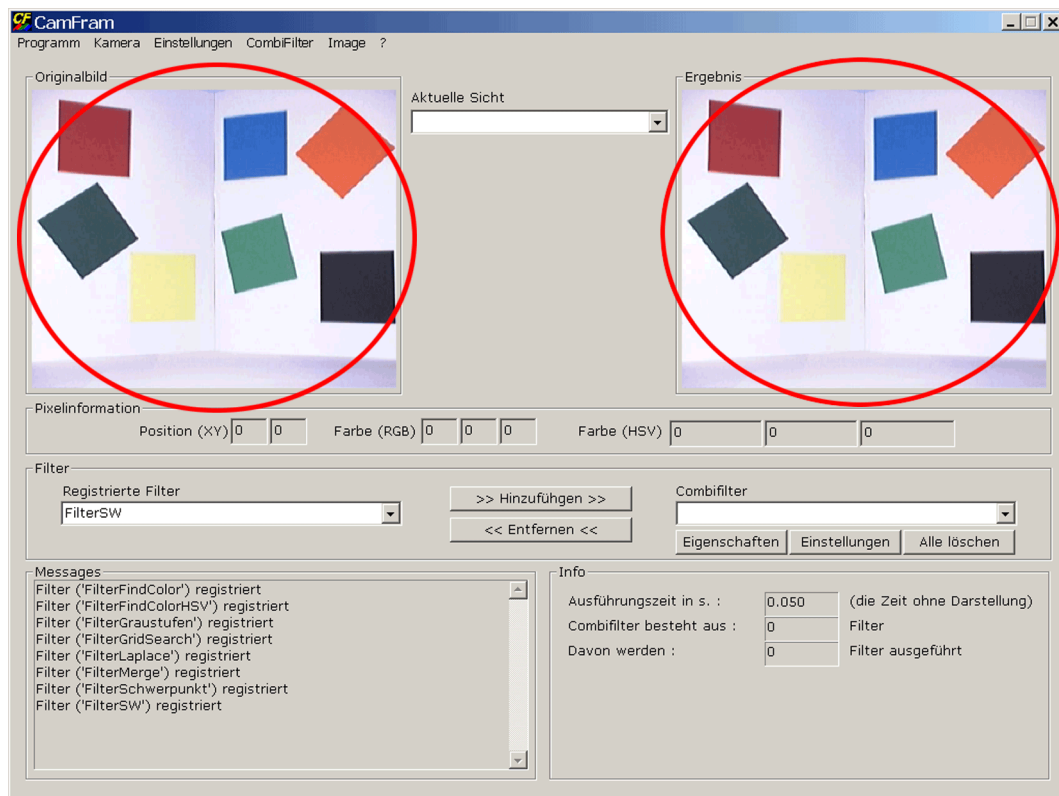 CamFram
Programm Kamera Einstellungen CombiFilter Image ?
Originalbild
Aktuelle Sicht
Ergebnis
Pixelinformation
Position (XY) 0 0 Farbe (RGB) 0 0 0 Farbe (HSV) 0 0 0
Filter
Registrierte Filter
FilterSW
>> Hinzufühgen >>
<< Entfernen <<
Combifilter
Eigenschaften Einstellungen Alle löschen
Messages
Filter ('FilterFindColor') registriert
Filter ('FilterFindColorHSV') registriert
Filter ('FilterGraustufen') registriert
Filter ('FilterGridSearch') registriert
Filter ('FilterLaplace') registriert
Filter ('FilterMerge') registriert
Filter ('FilterSchwerpunkt') registriert
Filter ('FilterSW') registriert
Info
Ausführungszeit in s. : 0.050 (die Zeit ohne Darstellung)
Combifilter besteht aus : 0 Filter
Davon werden : 0 Filter ausgeführt